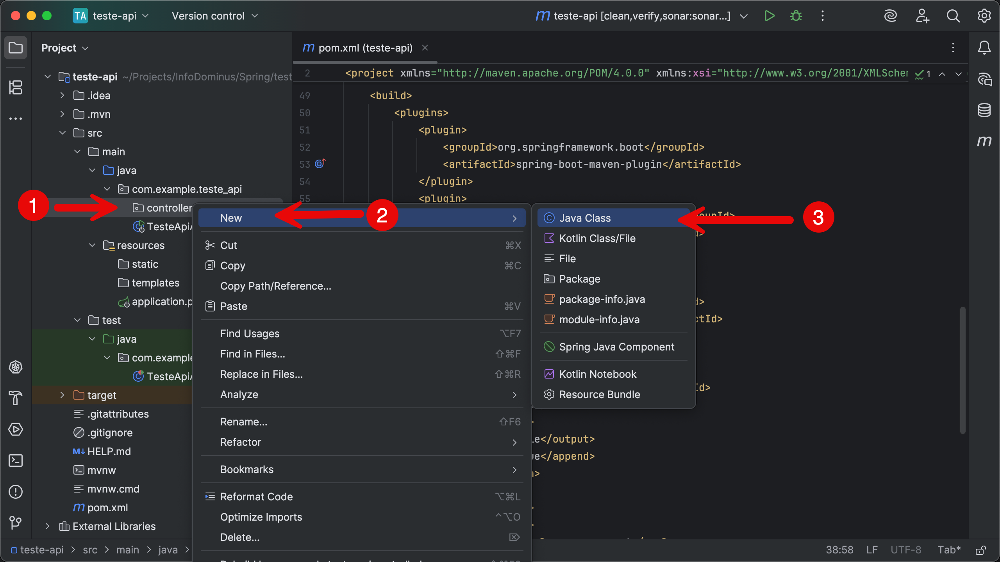 TA teste-api Version control m teste-api [clean,verify,sonar:sonar...]
Project
teste-api ~/Projects/InfoDominus/Spring/test
.idea
.mvn
src
main
java
com.example.teste_api
1 controller
TesteApi
resources
static
templates
application.p
test
java
com.example
TesteApi
target
.gitattributes
.gitignore
M↓ HELP.md
mvnw
mvnw.cmd
m pom.xml
External Libraries
m pom.xml (teste-api)
2 <project xmlns="http://maven.apache.org/POM/4.0.0" xmlns:xsi="http://www.w3.org/2001/XMLSchem 1
49 <build>
50 <plugins>
51 <plugin>
52 <groupId>org.springframework.boot</groupId>
53 <artifactId>spring-boot-maven-plugin</artifactId>
54 </plugin>
55 <plugin>
New 2
Cut ⌘X
Copy ⌘C
Copy Path/Reference...
Paste ⌘V
Find Usages ⌥F7
Find in Files... ⇧⌘F
Replace in Files... ⇧⌘R
Analyze
Rename... ⇧F6
Refactor
Bookmarks
Reformat Code ⌥⌘L
Optimize Imports ^⌥O
Delete... ⌦
Java Class 3
Kotlin Class/File
File
Package
package-info.java
module-info.java
Spring Java Component
Kotlin Notebook
Resource Bundle
</output>
</append>
m
teste-api > src > main > java >
38:58 LF UTF-8 Tab*